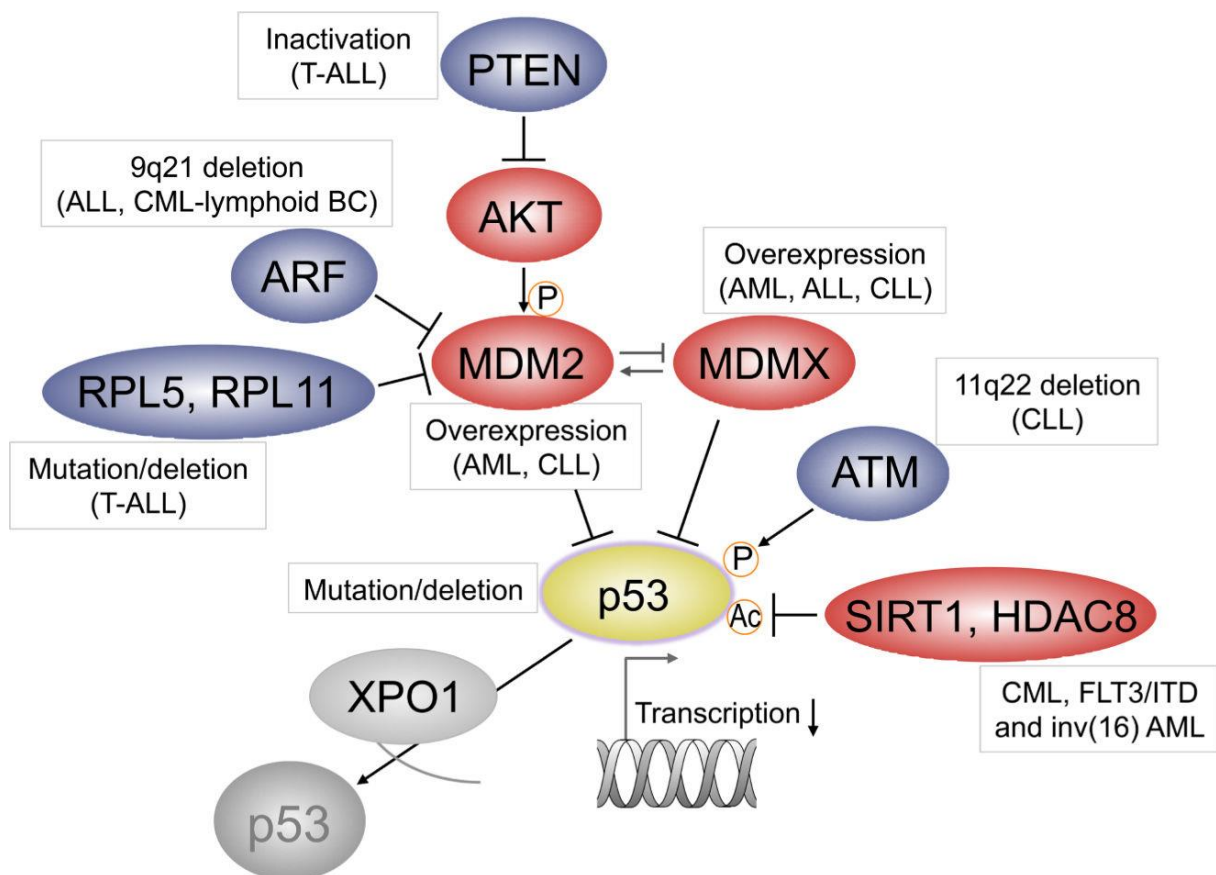 Inactivation
(T-ALL)
PTEN
9q21 deletion
(ALL, CML-lymphoid BC)
AKT
ARF
Overexpression
(AML, ALL, CLL)
P
MDM2
MDMX
RPL5, RPL11
11q22 deletion
(CLL)
Overexpression
(AML, CLL)
ATM
Mutation/deletion
(T-ALL)
P
Mutation/deletion
p53
Ac
SIRT1, HDAC8
XPO1
CML, FLT3/ITD
and inv(16) AML
Transcription
p53